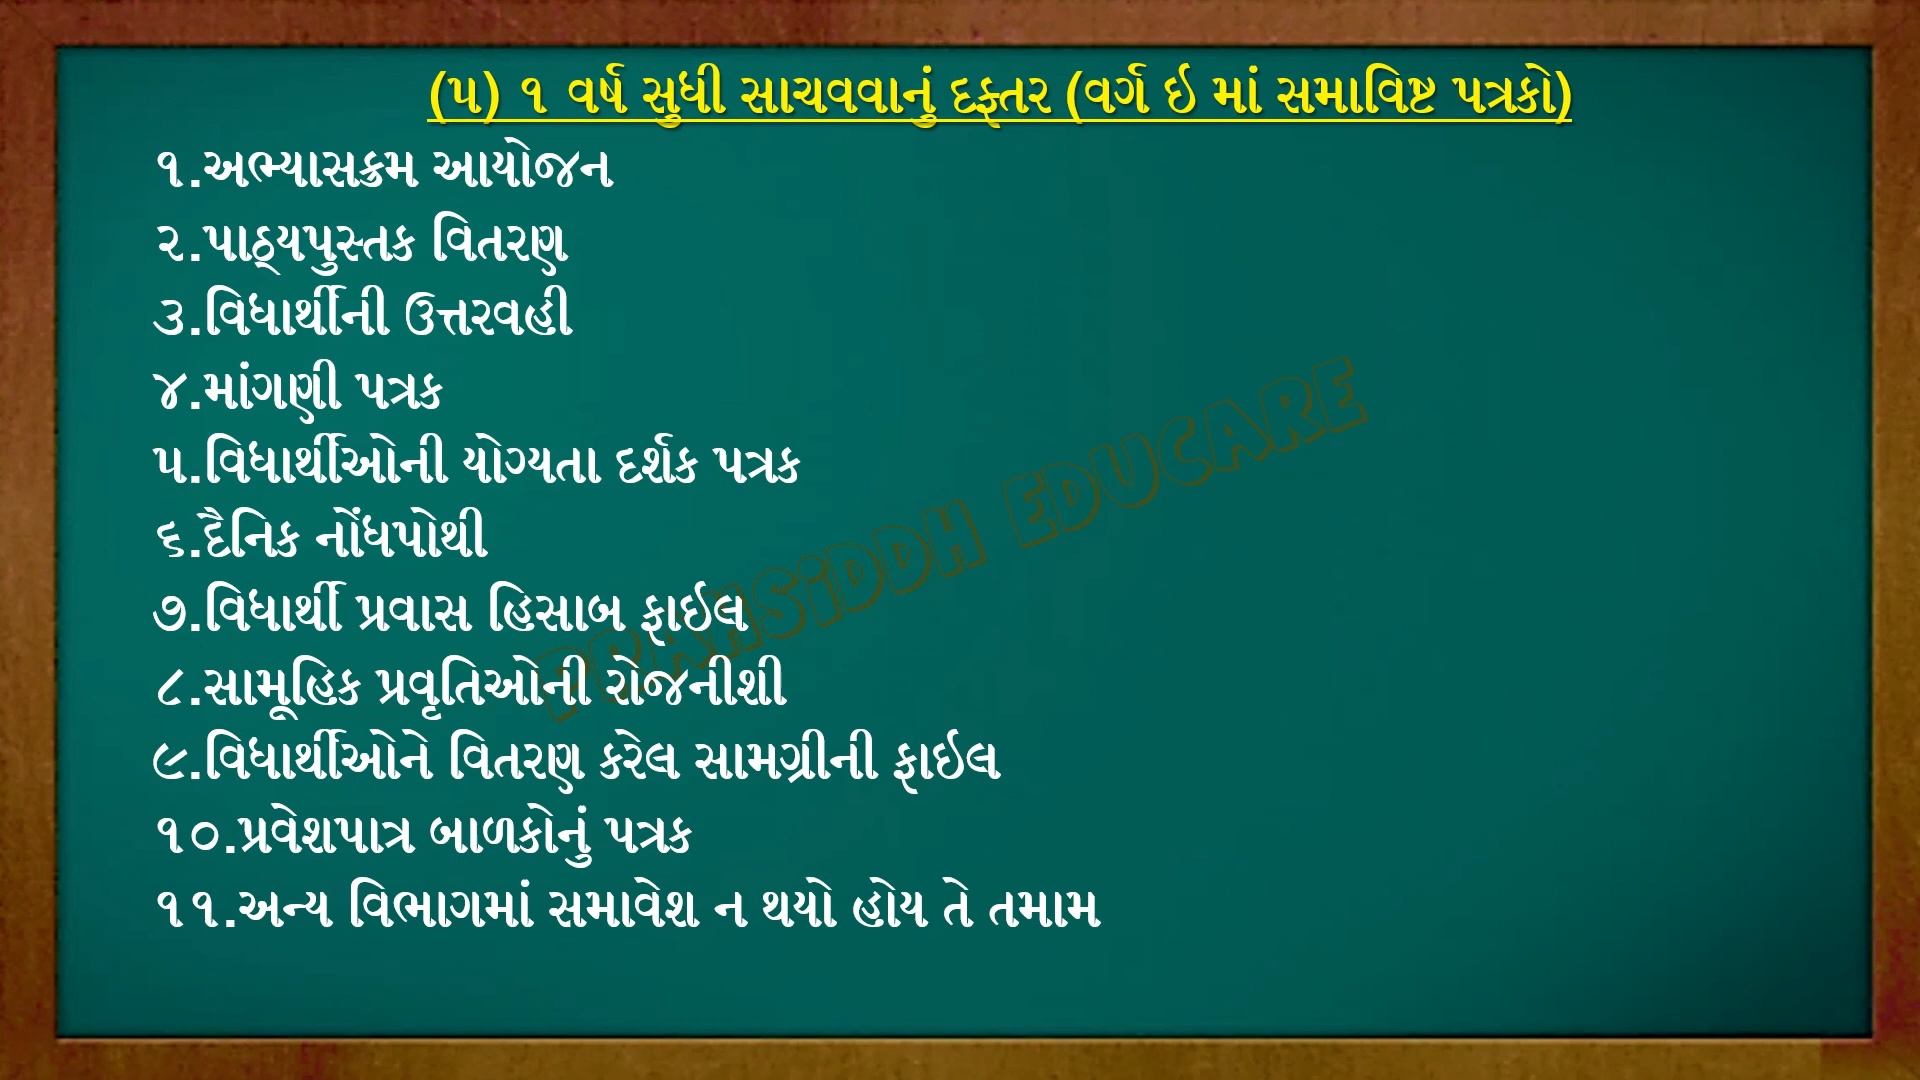 (૫) ૧ વર્ષ સુધી સાચવવાનું દફતર (વર્ગ ઇ માં સમાવિષ્ટ પત્રકો)
૧.અભ્યાસક્રમ આયોજન
૨.પાઠ્યપુસ્તક વિતરણ
૩.વિધાર્થીની ઉત્તરવહી
૪.માંગણી પત્રક
૫.વિધાર્થીઓની યોગ્યતા દર્શક પત્રક
૬.દૈનિક નોંધપોથી
૭.વિધાર્થી પ્રવાસ હિસાબ ફાઇલ
૮.સામૂહિક પ્રવૃતિઓની રોજનીશી
૯.વિધાર્થીઓને વિતરણ કરેલ સામગ્રીની ફાઇલ
૧૦.પ્રવેશપાત્ર બાળકોનું પત્રક
૧૧.અન્ય વિભાગમાં સમાવેશ ન થયો હોય તે તમામ
PRANSIDDH EDUCARE